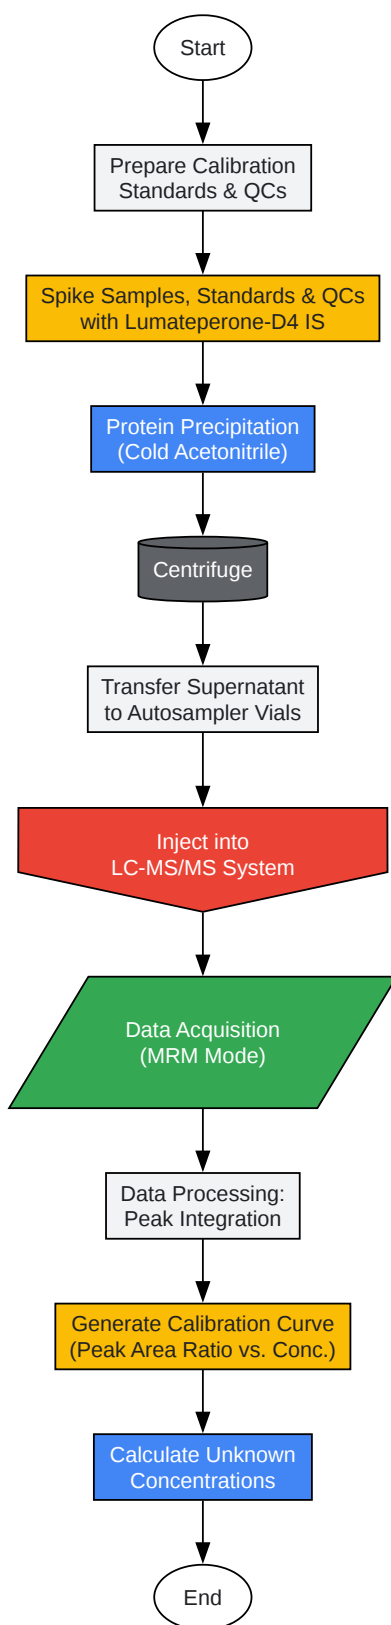 Start
Prepare Calibration
Standards & QCs
Spike Samples, Standards & QCs
with Lumateperone-D4 IS
Protein Precipitation
(Cold Acetonitrile)
Centrifuge
Transfer Supernatant
to Autosampler Vials
Inject into
LC-MS/MS System
Data Acquisition
(MRM Mode)
Data Processing:
Peak Integration
Generate Calibration Curve
(Peak Area Ratio vs. Conc.)
Calculate Unknown
Concentrations
End